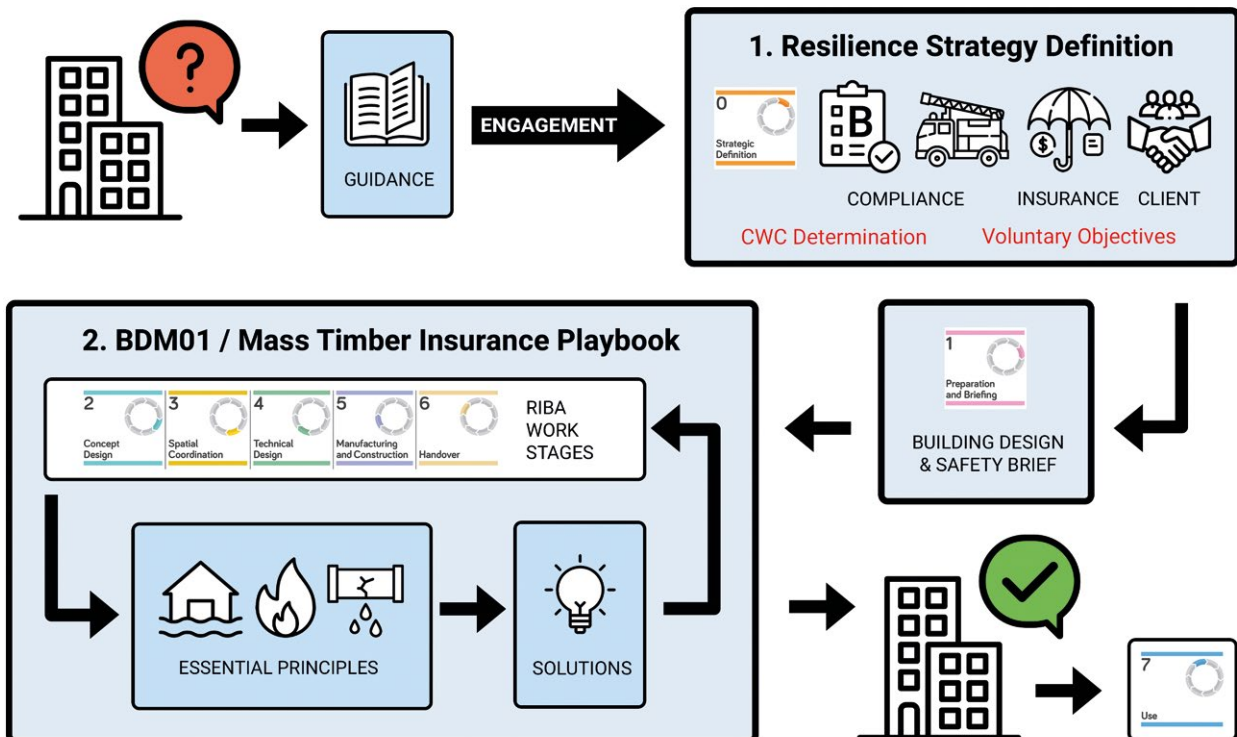 ?
GUIDANCE
ENGAGEMENT
1. Resilience Strategy Definition
0
Strategic
Definition
B
$
COMPLIANCE
INSURANCE
CLIENT
CWC Determination
Voluntary Objectives
1
Preparation
and Briefing
BUILDING DESIGN
& SAFETY BRIEF
2. BDM01 / Mass Timber Insurance Playbook
2
Concept
Design
3
Spatial
Coordination
4
Technical
Design
5
Manufacturing
and Construction
6
Handover
RIBA
WORK
STAGES
ESSENTIAL PRINCIPLES
SOLUTIONS
7
Use